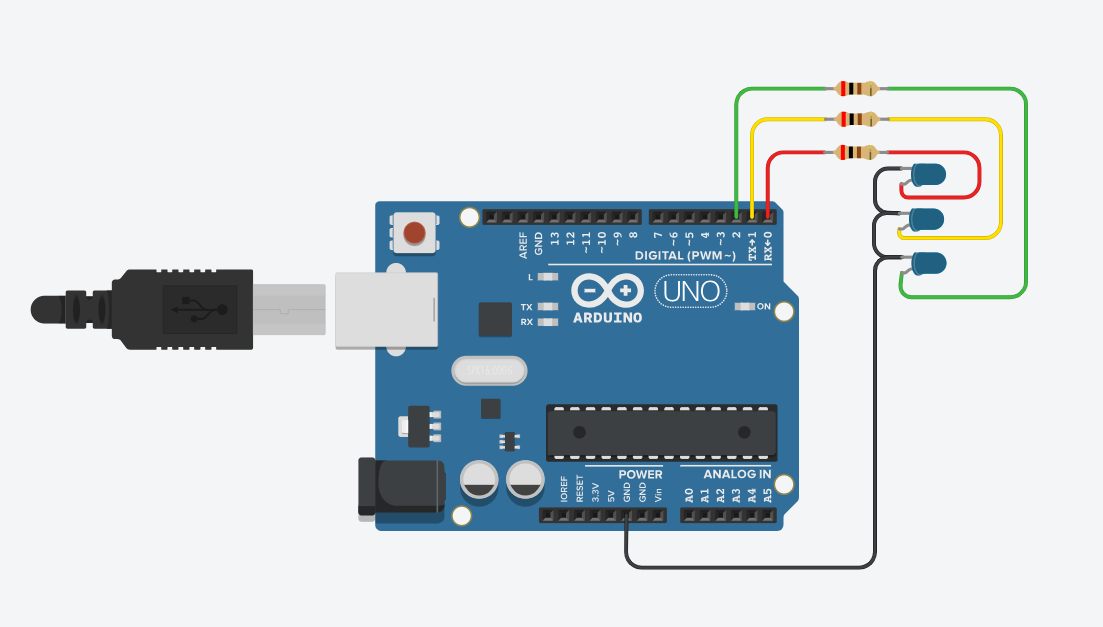 AREF
GND
13
12
~11
~10
~9
8
7
~6
~5
4
~3
2
TX→1
RX←0
DIGITAL (PWM~)
L
TX
RX
ARDUINO
UNO
ON
POWER
ANALOG IN
IOREF
RESET
3.3V
5V
GND
GND
Vin
A0
A1
A2
A3
A4
A5